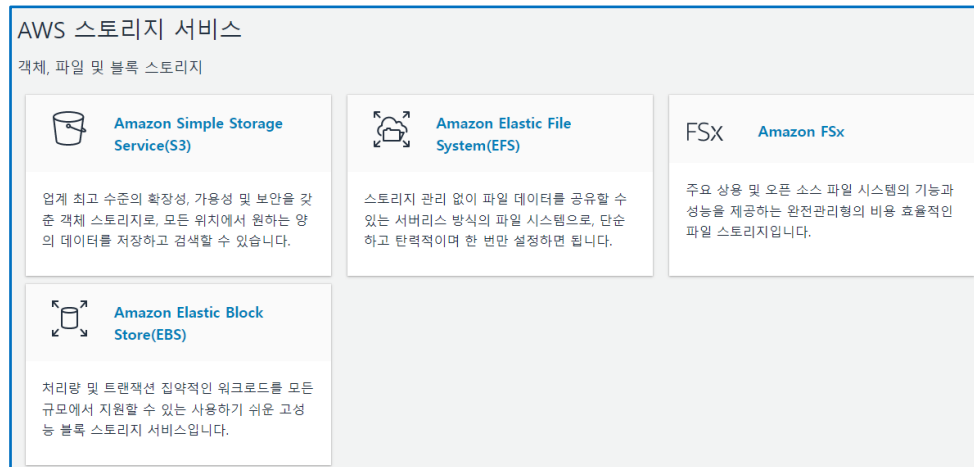 AWS 스토리지 서비스
객체, 파일 및 블록 스토리지
Amazon Simple Storage
Service(S3)
업계 최고 수준의 확장성, 가용성 및 보안을 갖
춘 객체 스토리지로, 모든 위치에서 원하는 양
의 데이터를 저장하고 검색할 수 있습니다.
Amazon Elastic File
System(EFS)
스토리지 관리 없이 파일 데이터를 공유할 수
있는 서버리스 방식의 파일 시스템으로, 단순
하고 탄력적이며 한 번만 설정하면 됩니다.
FSx
Amazon FSx
주요 상용 및 오픈 소스 파일 시스템의 기능과
성능을 제공하는 완전관리형의 비용 효율적인
파일 스토리지입니다.
Amazon Elastic Block
Store(EBS)
처리량 및 트랜잭션 집약적인 워크로드를 모든
규모에서 지원할 수 있는 사용하기 쉬운 고성
능 블록 스토리지 서비스입니다.